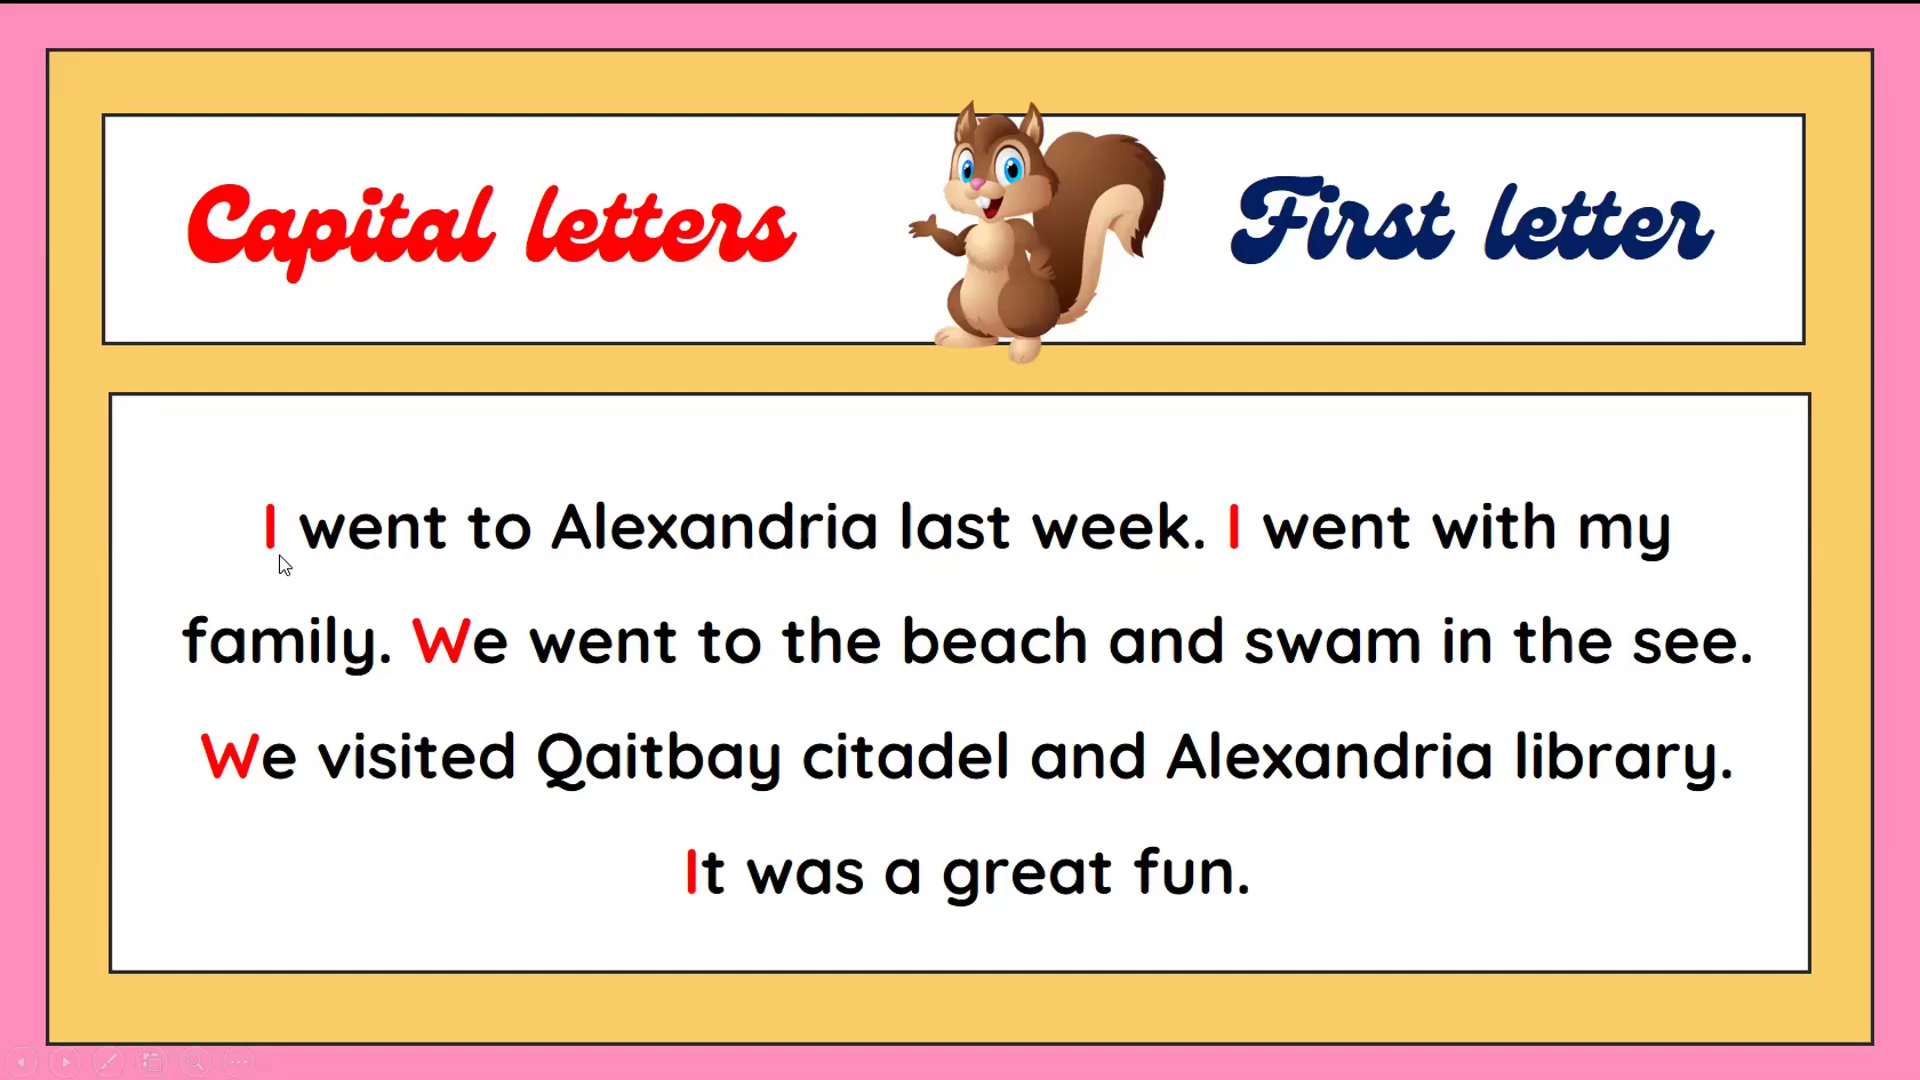 Capital letters
First letter
I went to Alexandria last week. I went with my
family. We went to the beach and swam in the see.
We visited Qaitbay citadel and Alexandria library.
It was a great fun.